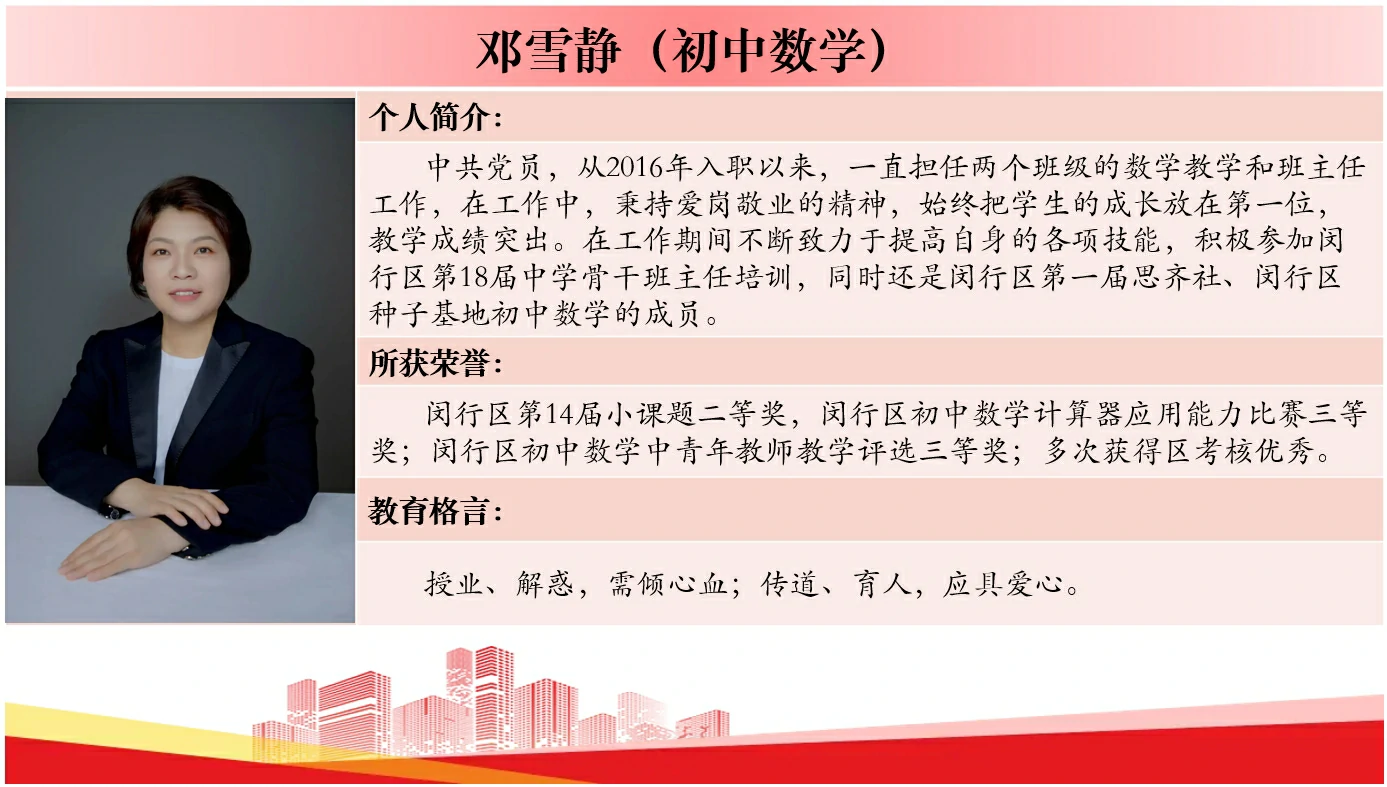 邓雪静（初中数学）
个人简介：
中共党员，从2016年入职以来，一直担任两个班级的数学教学和班主任
工作，在工作中，秉持爱岗敬业的精神，始终把学生的成长放在第一位，
教学成绩突出。在工作期间不断致力于提高自身的各项技能，积极参加闵
行区第18届中学骨干班主任培训，同时还是闵行区第一届思齐社、闵行区
种子基地初中数学的成员。
所获荣誉：
闵行区第14届小课题二等奖，闵行区初中数学计算器应用能力比赛三等
奖；闵行区初中数学中青年教师教学评选三等奖；多次获得区考核优秀。
教育格言：
授业、解惑，需倾心血；传道、育人，应具爱心。